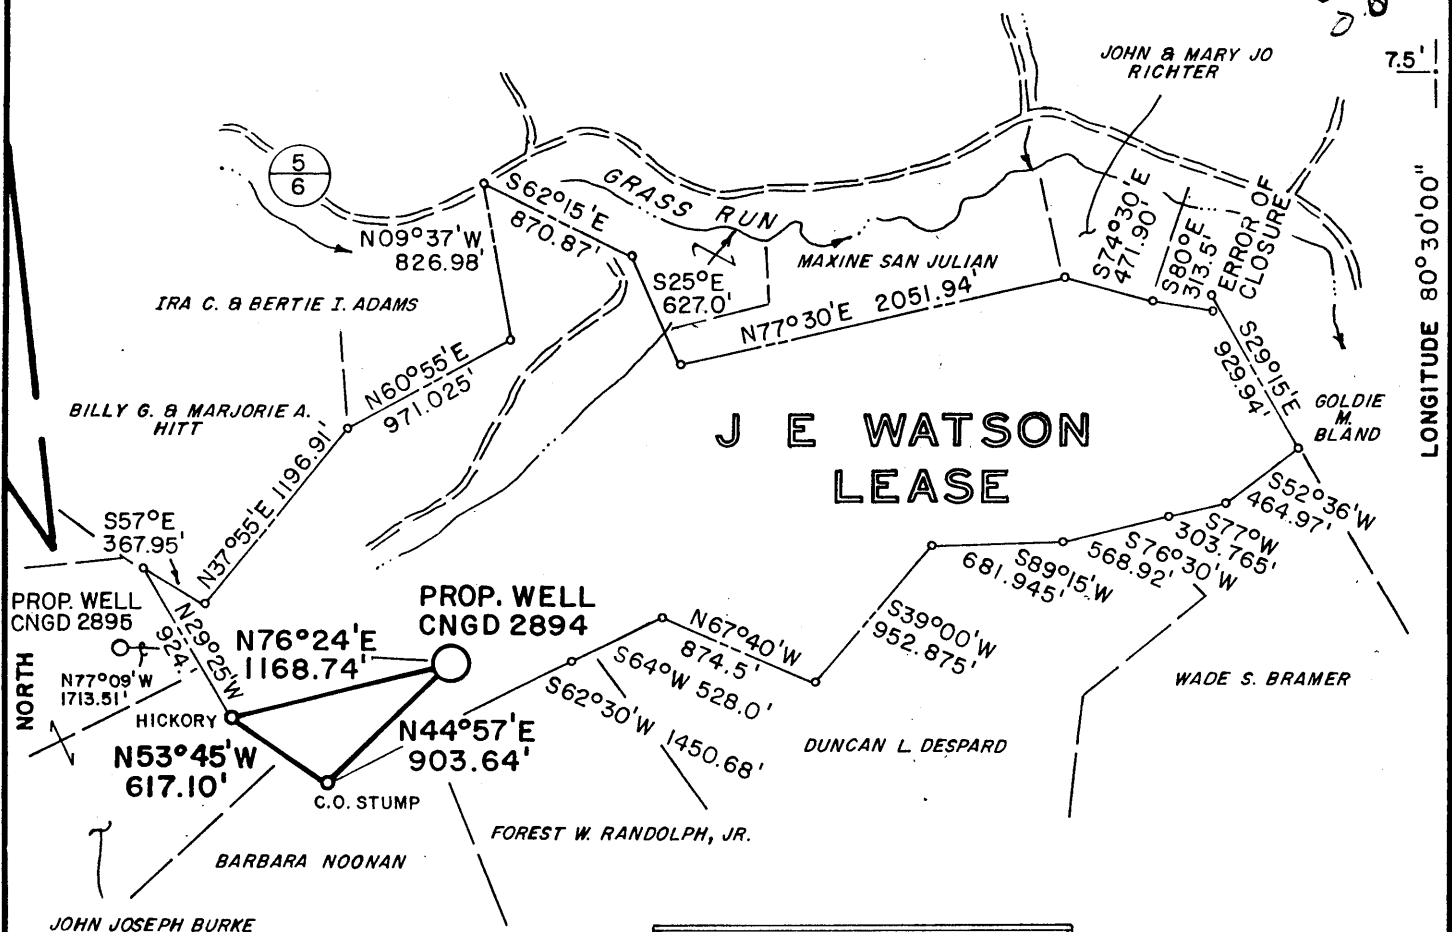 JOHN & MARY JO
RICHTER
7.5'
LONGITUDE 80°30'00"
5
6
GRASS RUN
S62°15'E
870.87'
N09°37'W
826.98'
S74°30'E
471.90'
S80°E
313.5'
ERROR OF
CLOSURE
S25°E
627.0'
MAXINE SAN JULIAN
N77°30'E 2051.94'
IRA C. & BERTIE I. ADAMS
N60°55'E
971.025'
S29°15'E
929.94'
BILLY G. & MARJORIE A.
HITT
GOLDIE
M.
BLAND
J E WATSON
LEASE
N37°55'E 1196.91'
S57°E
367.95'
S52°36'W
464.97'
S77°W
303.765'
S76°30'W
568.92'
S89°15'W
681.945'
S39°00'W
952.875'
PROP. WELL
CNGD 2895
N29°25'W
924.'
N76°24'E
1168.74'
PROP. WELL
CNGD 2894
N67°40'W
874.5'
S64°W 528.0'
S62°30'W 1450.68'
N77°09'W
1713.51'
NORTH
HICKORY
N53°45'W
617.10'
N44°57'E
903.64'
C.O. STUMP
WADE S. BRAMER
DUNCAN L. DESPARD
FOREST W. RANDOLPH, JR.
BARBARA NOONAN
JOHN JOSEPH BURKE